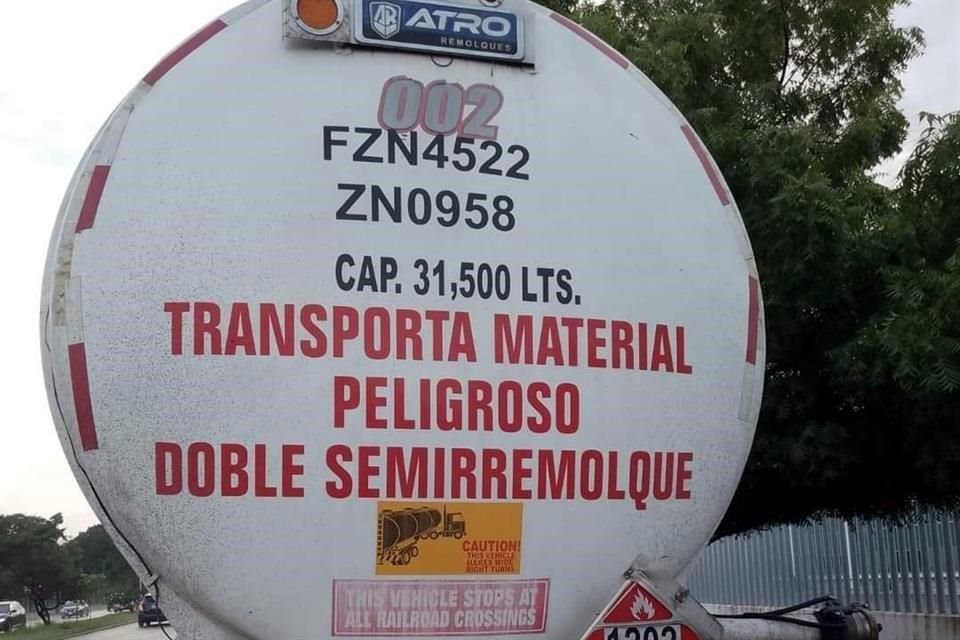 ATRO
REMOLQUES
002
FZN4522
ZN0958
CAP. 31,500 LTS.
TRANSPORTA MATERIAL
PELIGROSO
DOBLE SEMIRREMOLQUE
CAUTION!
THIS VEHICLE
MAKES WIDE
RIGHT TURNS
THIS VEHICLE STOPS AT
ALL RAILROAD CROSSINGS
1203